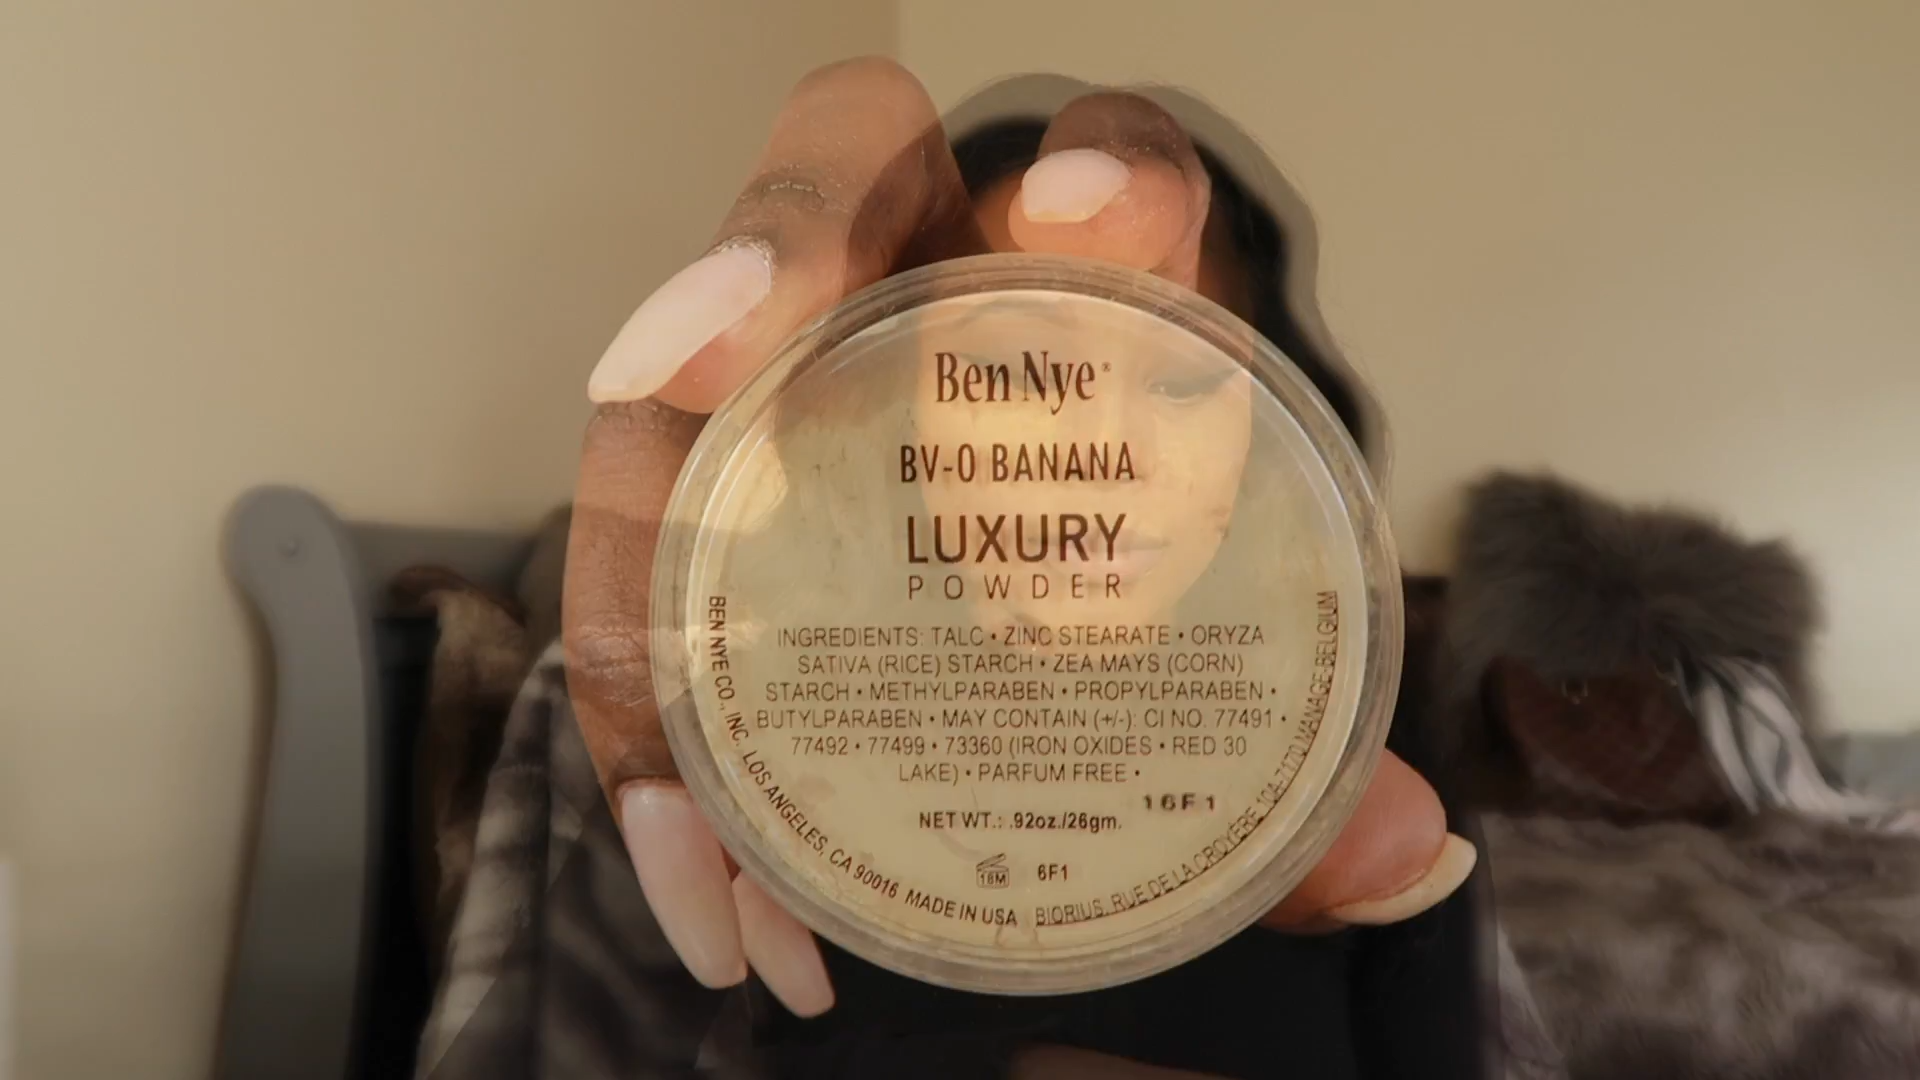 Ben Nye®
BV-0 BANANA
LUXURY
POWDER
INGREDIENTS: TALC • ZINC STEARATE • ORYZA
SATIVA (RICE) STARCH • ZEA MAYS (CORN)
STARCH • METHYLPARABEN • PROPYLPARABEN •
BUTYLPARABEN • MAY CONTAIN (+/-): CI NO. 77491 •
77492 • 77499 • 73360 (IRON OXIDES • RED 30
LAKE) • PARFUM FREE •
16F1
NET WT.: .92oz./26gm.
18M
6F1
BEN NYE CO., INC. LOS ANGELES, CA 90016 MADE IN USA
BIORIUS, RUE DE LA CROYÈRE 10A-7170 MANAGE-BELGIUM